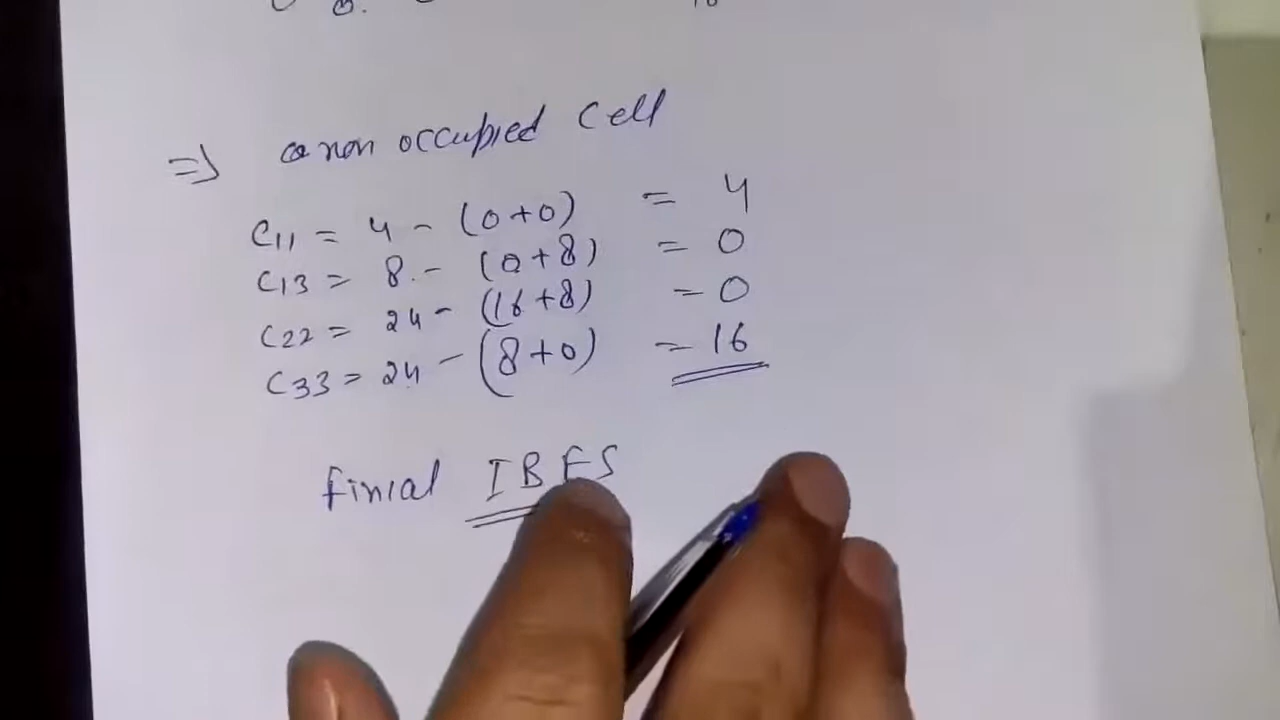 ⇒ non occupied cell
C11 = 4 - (0+0) = 4
C13 = 8 - (0+8) = 0
C22 = 24 - (16+8) = 0
C33 = 24 - (8+0) = 16
Finial IBFS